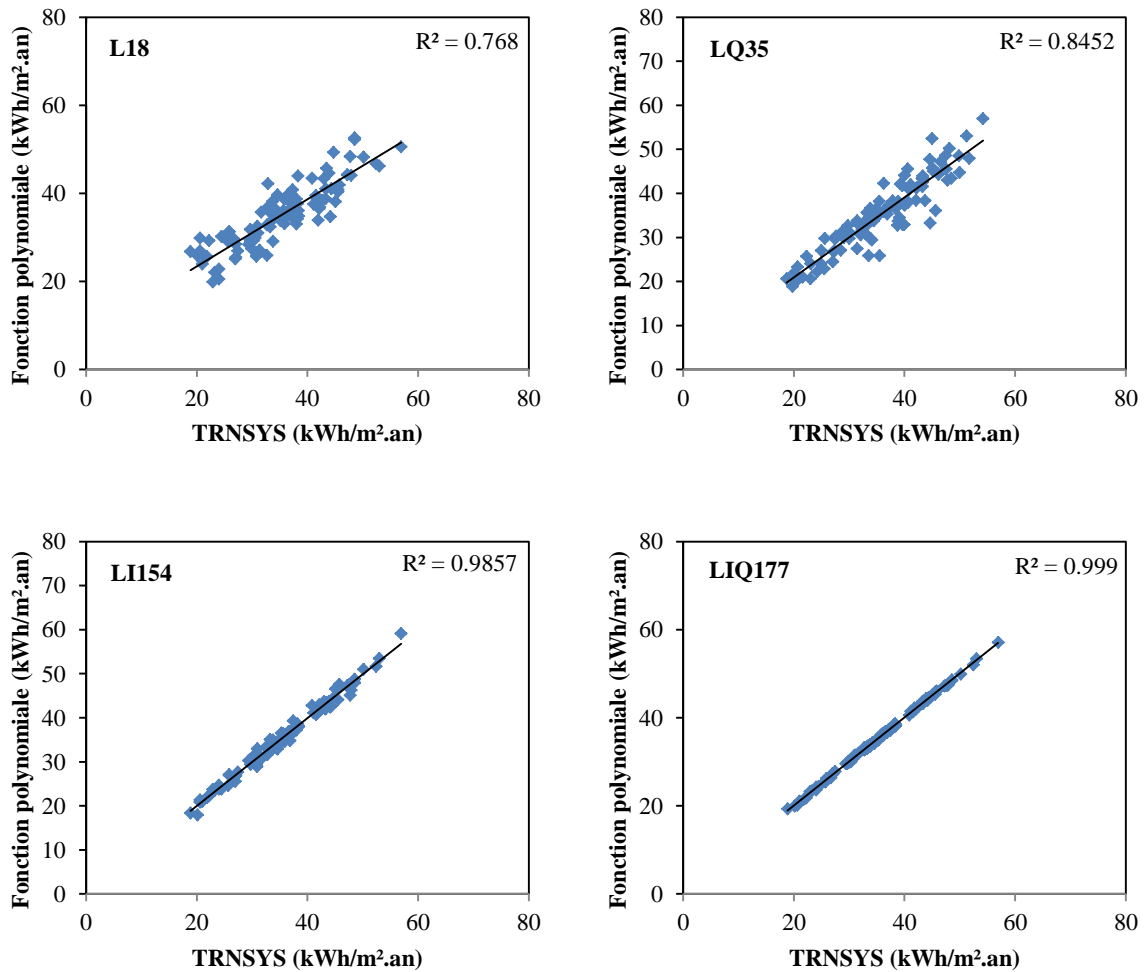 L18
R² = 0.768
Fonction polynomiale (kWh/m².an)
80
60
40
20
0
0 20 40 60 80
TRNSYS (kWh/m².an)
LQ35
R² = 0.8452
Fonction polynomiale (kWh/m².an)
80
70
60
50
40
30
20
10
0
0 20 40 60 80
TRNSYS (kWh/m².an)
LI154
R² = 0.9857
Fonction polynomiale (kWh/m².an)
80
70
60
50
40
30
20
10
0
0 20 40 60 80
TRNSYS (kWh/m².an)
LIQ177
R² = 0.999
Fonction polynomiale (kWh/m².an)
80
60
40
20
0
0 20 40 60 80
TRNSYS (kWh/m².an)